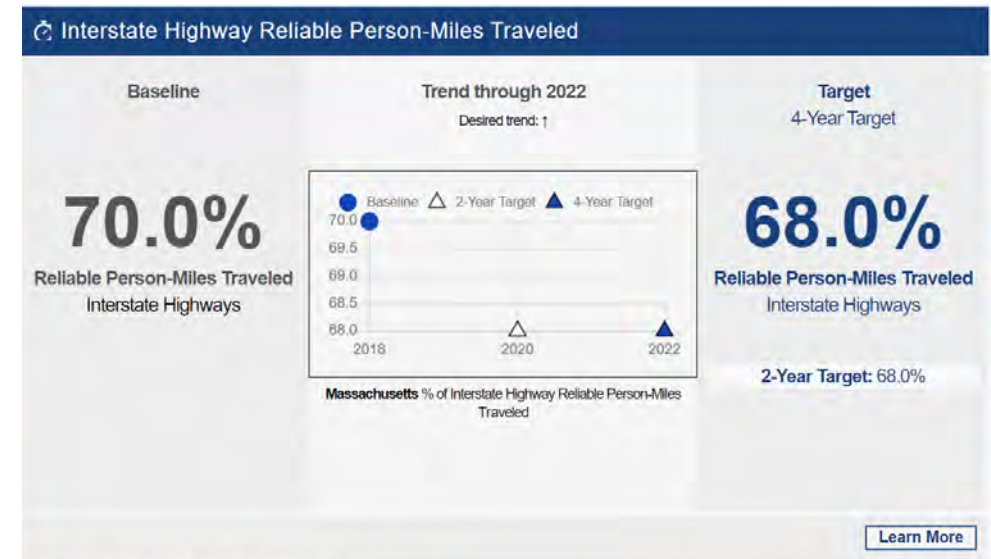 Interstate Highway Reliable Person-Miles Traveled
Baseline
70.0%
Reliable Person-Miles Traveled
Interstate Highways
Trend through 2022
Desired trend: ↑
Baseline 2-Year Target 4-Year Target
70.0
69.5
69.0
68.5
68.0
2018 2020 2022
Massachusetts % of Interstate Highway Reliable Person-Miles
Traveled
Target
4-Year Target
68.0%
Reliable Person-Miles Traveled
Interstate Highways
2-Year Target: 68.0%
Learn More